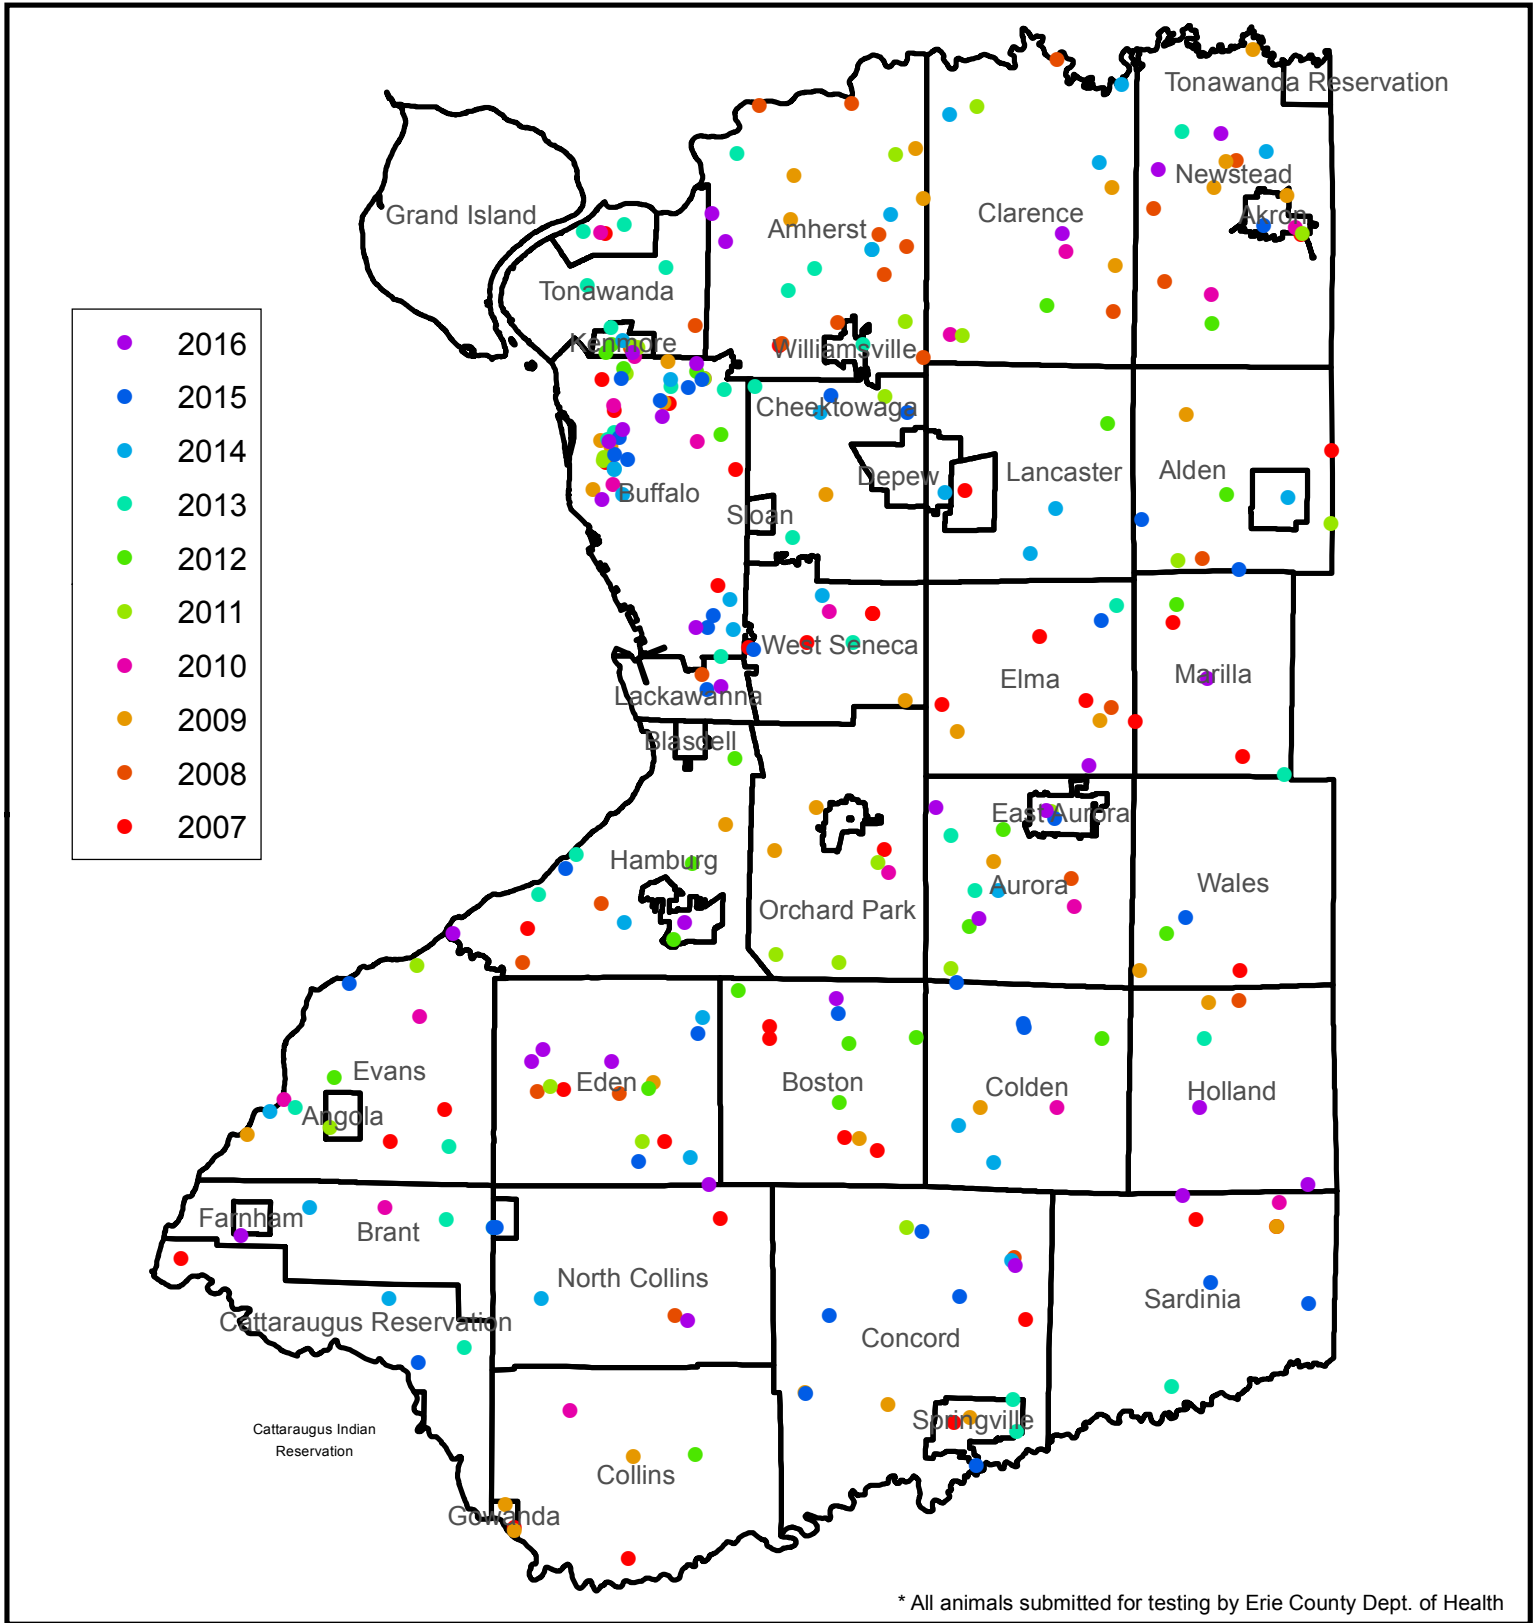 Tonawanda Reservation
Newstead
Grand Island
Clarence
Akron
Amherst
Tonawanda
Kenmore
Williamsville
2016
2015
2014
2013
2012
2011
2010
2009
2008
2007
Cheektowaga
Depew
Lancaster
Alden
Buffalo
Sloan
West Seneca
Elma
Marilla
Lackawanna
Blasdell
East Aurora
Hamburg
Aurora
Wales
Orchard Park
Evans
Eden
Boston
Colden
Holland
Angola
Farnham
Brant
North Collins
Sardinia
Cattaraugus Reservation
Concord
Springville
Cattaraugus Indian
Reservation
Collins
Gowanda
* All animals submitted for testing by Erie County Dept. of Health